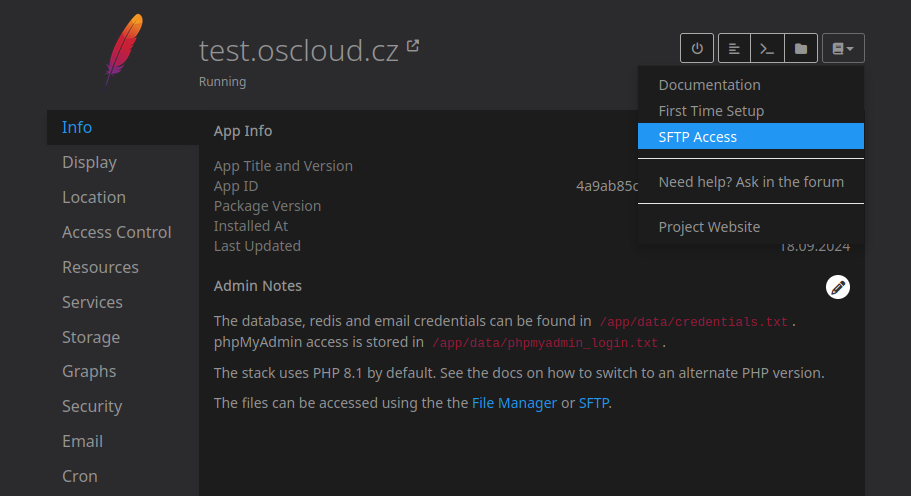 test.oscloud.cz
Running
Documentation
First Time Setup
SFTP Access
Need help? Ask in the forum
Project Website
Info
Display
Location
Access Control
Resources
Services
Storage
Graphs
Security
Email
Cron
App Info
App Title and Version
App ID 4a9ab85c
Package Version
Installed At
Last Updated 18.09.2024
Admin Notes
The database, redis and email credentials can be found in /app/data/credentials.txt.
phpMyAdmin access is stored in /app/data/phpmyadmin_login.txt.
The stack uses PHP 8.1 by default. See the docs on how to switch to an alternate PHP version.
The files can be accessed using the the File Manager or SFTP.